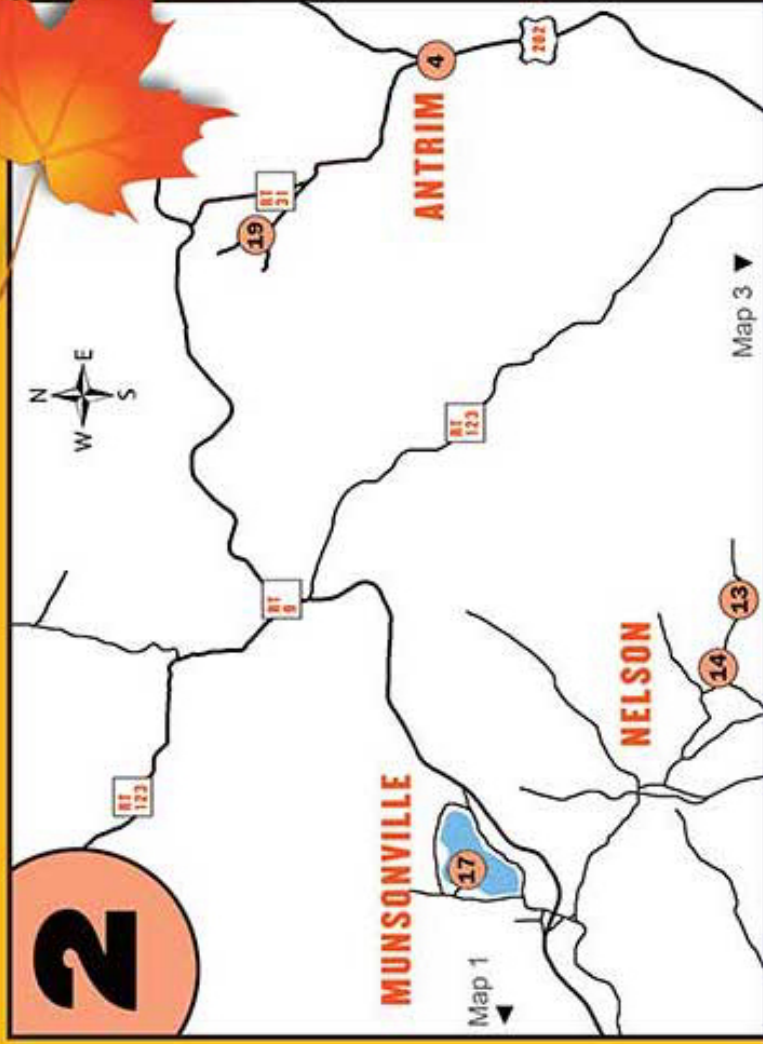 2
N
W E
S
RT
123
19
RT
31
RT
9
MUNSONVILLE
ANTRIM
4
17
RT
123
Map 1
202
NELSON
14
13
Map 3